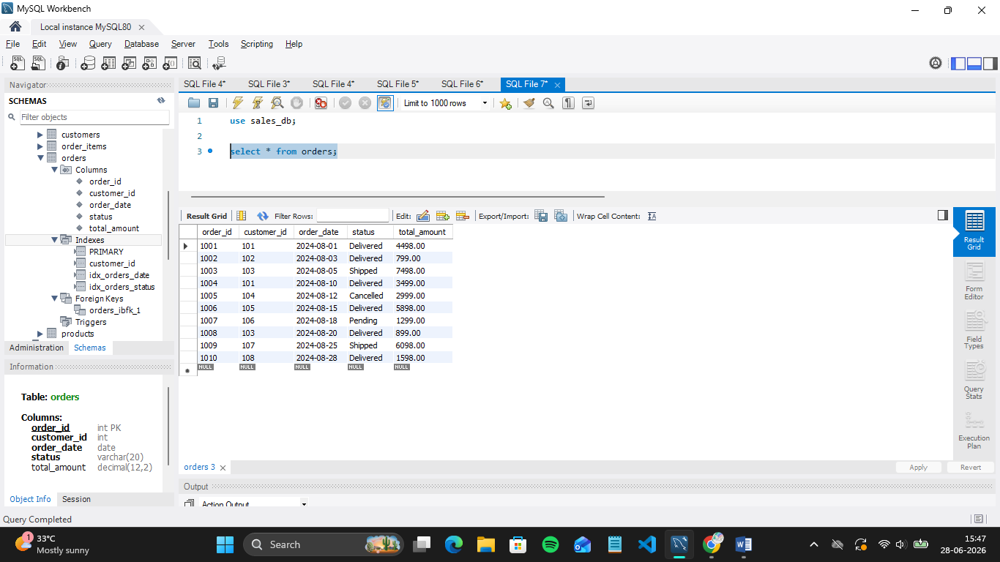 MySQL Workbench
Local instance MySQL80
File Edit View Query Database Server Tools Scripting Help
Navigator
SCHEMAS
Filter objects
customers
order_items
orders
Columns
order_id
customer_id
order_date
status
total_amount
Indexes
PRIMARY
customer_id
idx_orders_date
idx_orders_status
Foreign Keys
orders_ibfk_1
Triggers
products
Administration Schemas
Information
Table: orders
Columns:
order_id int PK
customer_id int
order_date date
status varchar(20)
total_amount decimal(12,2)
Object Info Session
SQL File 4* SQL File 3* SQL File 4* SQL File 5* SQL File 6* SQL File 7*
Limit to 1000 rows
1 use sales_db;
2
3 select * from orders;
Result Grid Filter Rows: Edit: Export/Import: Wrap Cell Content: IA
order_id customer_id order_date status total_amount
1001 101 2024-08-01 Delivered 4498.00
1002 102 2024-08-03 Delivered 799.00
1003 103 2024-08-05 Shipped 7498.00
1004 101 2024-08-10 Delivered 3499.00
1005 104 2024-08-12 Cancelled 2999.00
1006 105 2024-08-15 Delivered 5898.00
1007 106 2024-08-18 Pending 1299.00
1008 103 2024-08-20 Delivered 899.00
1009 107 2024-08-25 Shipped 6098.00
1010 108 2024-08-28 Delivered 1598.00
NULL NULL NULL NULL NULL
Result
Grid
Form
Editor
Field
Types
Query
Stats
Execution
Plan
orders 3
Apply Revert
Output
Action Output
Query Completed
1
33°C
Mostly sunny
Search
15:47
28-06-2026